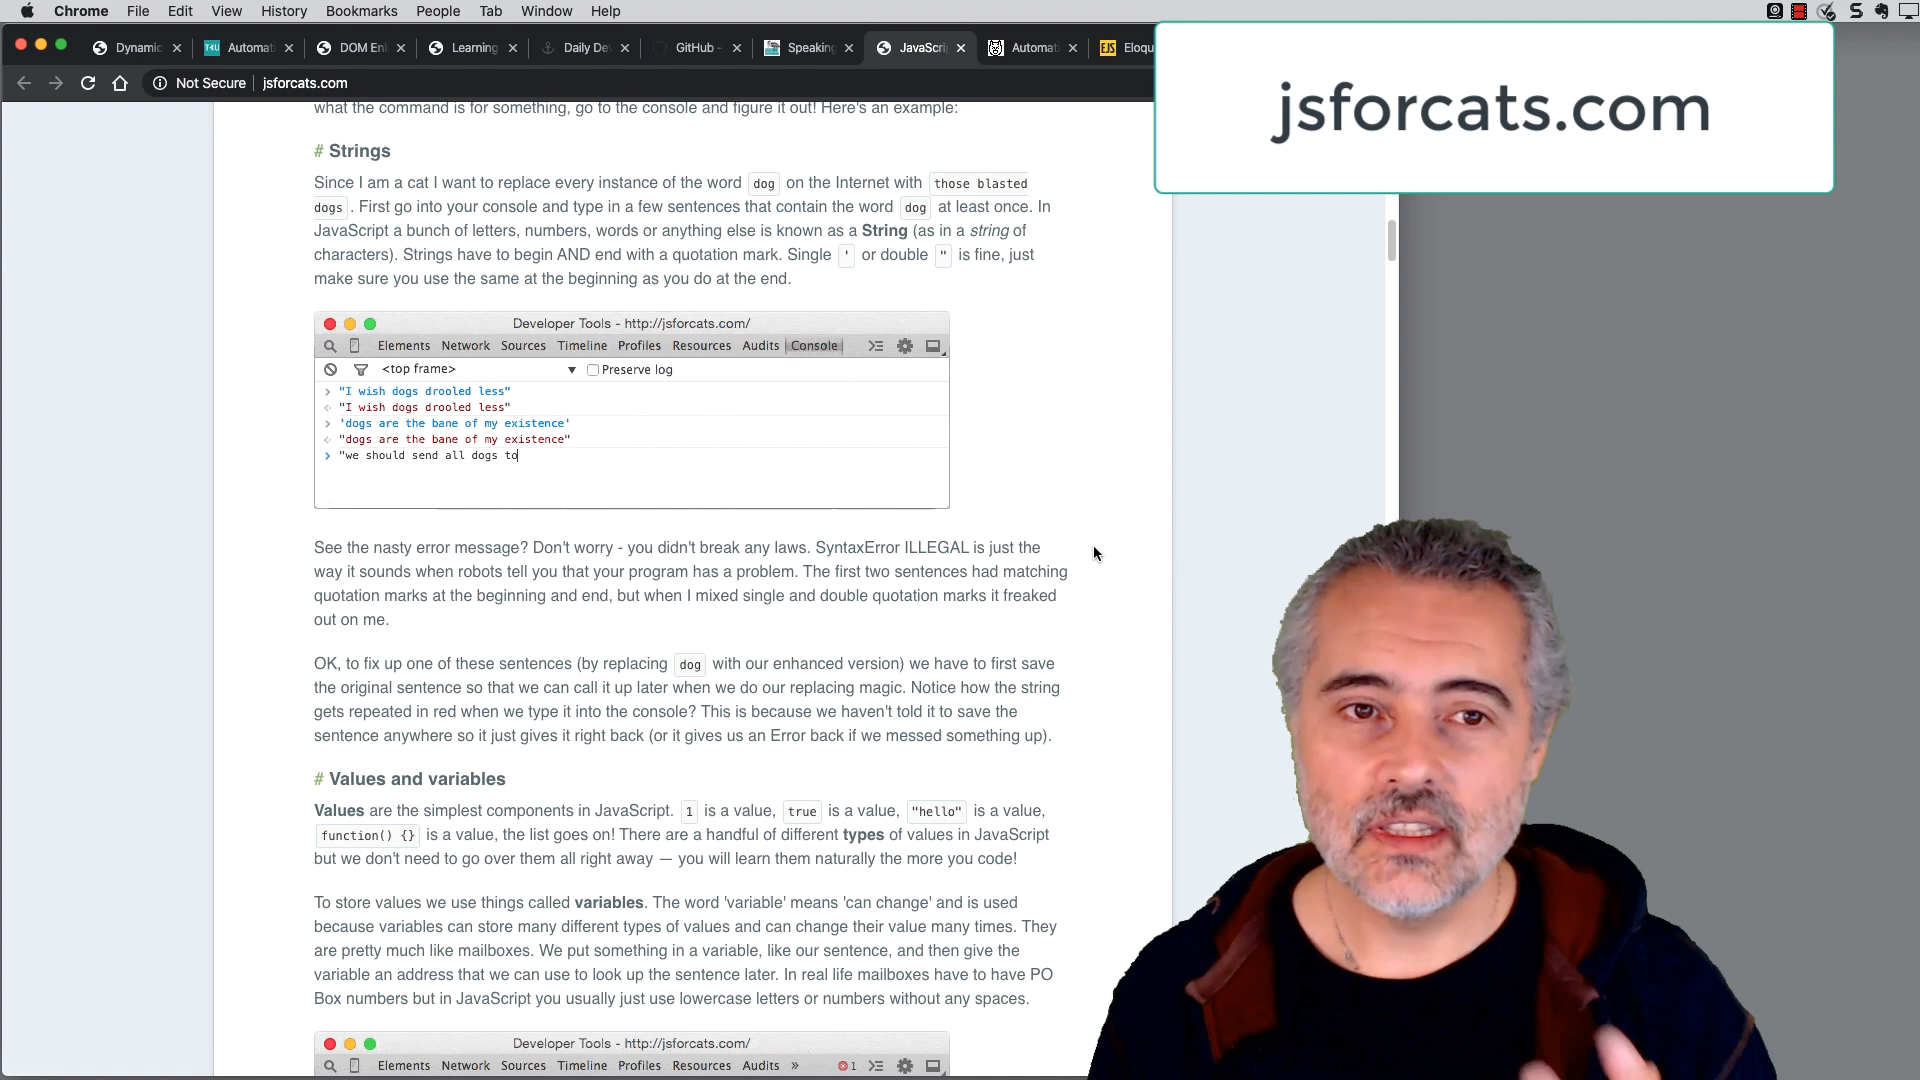 Chrome File Edit View History Bookmarks People Tab Window Help
Dynamic Automat DOM En Learning Daily De GitHub - Speaking JavaScri Automat Eloqu
Not Secure jsforcats.com
jsforcats.com
what the command is for something, go to the console and figure it out! Here's an example:
# Strings
Since I am a cat I want to replace every instance of the word dog on the Internet with those blasted
dogs . First go into your console and type in a few sentences that contain the word dog at least once. In
JavaScript a bunch of letters, numbers, words or anything else is known as a String (as in a string of
characters). Strings have to begin AND end with a quotation mark. Single ' or double " is fine, just
make sure you use the same at the beginning as you do at the end.
Developer Tools - http://jsforcats.com/
Elements Network Sources Timeline Profiles Resources Audits Console
<top frame> Preserve log
> "I wish dogs drooled less"
< "I wish dogs drooled less"
> 'dogs are the bane of my existence'
< "dogs are the bane of my existence"
> "we should send all dogs to
See the nasty error message? Don't worry - you didn't break any laws. SyntaxError ILLEGAL is just the
way it sounds when robots tell you that your program has a problem. The first two sentences had matching
quotation marks at the beginning and end, but when I mixed single and double quotation marks it freaked
out on me.
OK, to fix up one of these sentences (by replacing dog with our enhanced version) we have to first save
the original sentence so that we can call it up later when we do our replacing magic. Notice how the string
gets repeated in red when we type it into the console? This is because we haven't told it to save the
sentence anywhere so it just gives it right back (or it gives us an Error back if we messed something up).
# Values and variables
Values are the simplest components in JavaScript. 1 is a value, true is a value, "hello" is a value,
function() {} is a value, the list goes on! There are a handful of different types of values in JavaScript
but we don't need to go over them all right away — you will learn them naturally the more you code!
To store values we use things called variables. The word 'variable' means 'can change' and is used
because variables can store many different types of values and can change their value many times. They
are pretty much like mailboxes. We put something in a variable, like our sentence, and then give the
variable an address that we can use to look up the sentence later. In real life mailboxes have to have PO
Box numbers but in JavaScript you usually just use lowercase letters or numbers without any spaces.
Developer Tools - http://jsforcats.com/
Elements Network Sources Timeline Profiles Resources Audits » 1